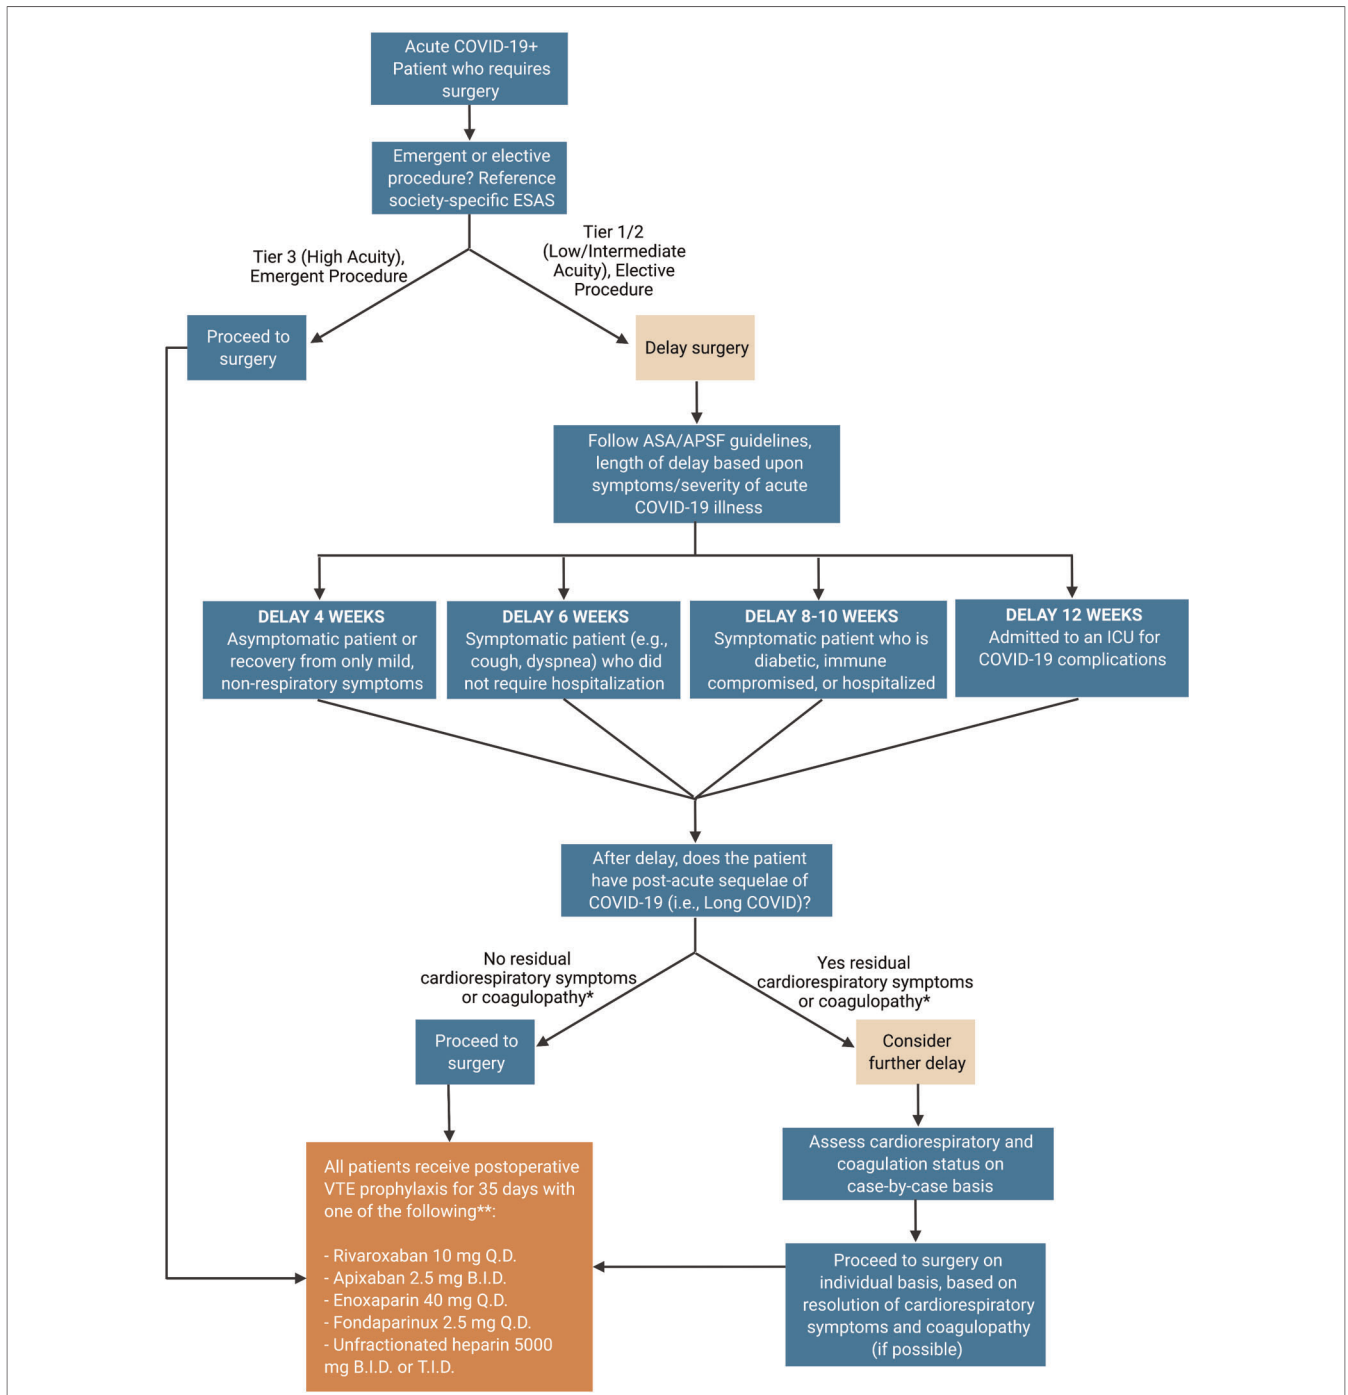 Acute COVID-19+
Patient who requires
surgery
Emergent or elective
procedure? Reference
society-specific ESAS
Tier 3 (High Acuity),
Emergent Procedure
Tier 1/2
(Low/Intermediate
Acuity), Elective
Procedure
Proceed to
surgery
Delay surgery
Follow ASA/APSF guidelines,
length of delay based upon
symptoms/severity of acute
COVID-19 illness
DELAY 4 WEEKS
Asymptomatic patient or
recovery from only mild,
non-respiratory symptoms
DELAY 6 WEEKS
Symptomatic patient (e.g.,
cough, dyspnea) who did
not require hospitalization
DELAY 8-10 WEEKS
Symptomatic patient who is
diabetic, immune
compromised, or hospitalized
DELAY 12 WEEKS
Admitted to an ICU for
COVID-19 complications
After delay, does the patient
have post-acute sequelae of
COVID-19 (i.e., Long COVID)?
No residual
cardiorespiratory symptoms
or coagulopathy*
Yes residual
cardiorespiratory symptoms
or coagulopathy*
Proceed to
surgery
Consider
further delay
Assess cardiorespiratory and
coagulation status on
case-by-case basis
All patients receive postoperative
VTE prophylaxis for 35 days with
one of the following**:
- Rivaroxaban 10 mg Q.D.
- Apixaban 2.5 mg B.I.D.
- Enoxaparin 40 mg Q.D.
- Fondaparinux 2.5 mg Q.D.
- Unfractionated heparin 5000
mg B.I.D. or T.I.D.
Proceed to surgery on
individual basis, based on
resolution of cardiorespiratory
symptoms and coagulopathy
(if possible)